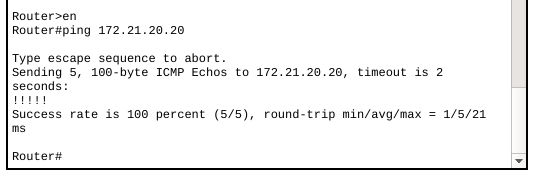 Router>en
Router#ping 172.21.20.20
Type escape sequence to abort.
Sending 5, 100-byte ICMP Echos to 172.21.20.20, timeout is 2
seconds:
!!!!!
Success rate is 100 percent (5/5), round-trip min/avg/max = 1/5/21
ms
Router#